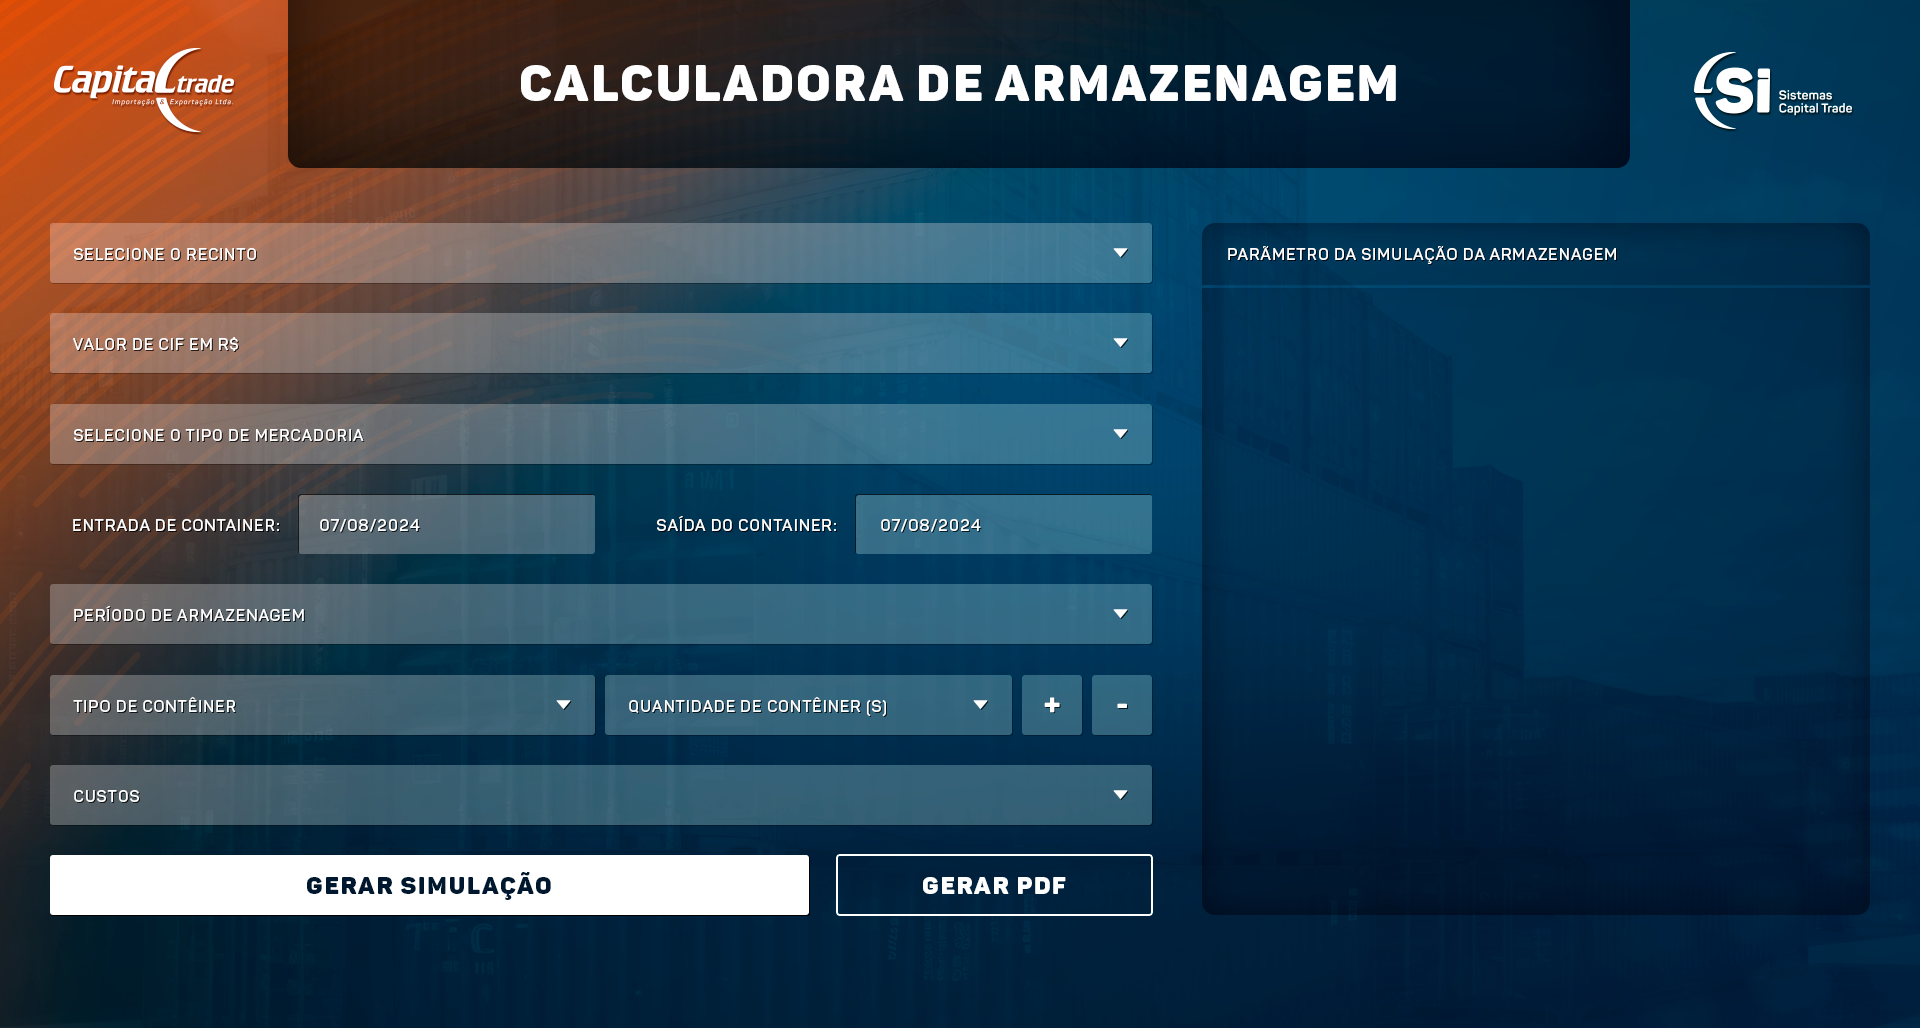 Capital trade
Importação & Exportação Ltda.
CALCULADORA DE ARMAZENAGEM
Si Sistemas
Capital Trade
SELECIONE O RECINTO
VALOR DE CIF EM R$
SELECIONE O TIPO DE MERCADORIA
ENTRADA DE CONTAINER: 07/08/2024 SAÍDA DO CONTAINER: 07/08/2024
PERÍODO DE ARMAZENAGEM
TIPO DE CONTÊINER QUANTIDADE DE CONTÊINER (S) + -
CUSTOS
GERAR SIMULAÇÃO GERAR PDF
PARÃMETRO DA SIMULAÇÃO DA ARMAZENAGEM